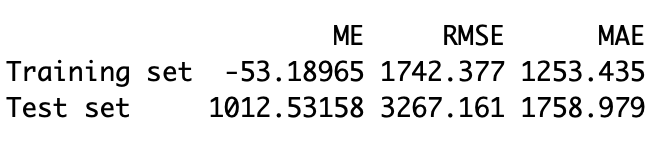 ME RMSE MAE
Training set -53.18965 1742.377 1253.435
Test set 1012.53158 3267.161 1758.979